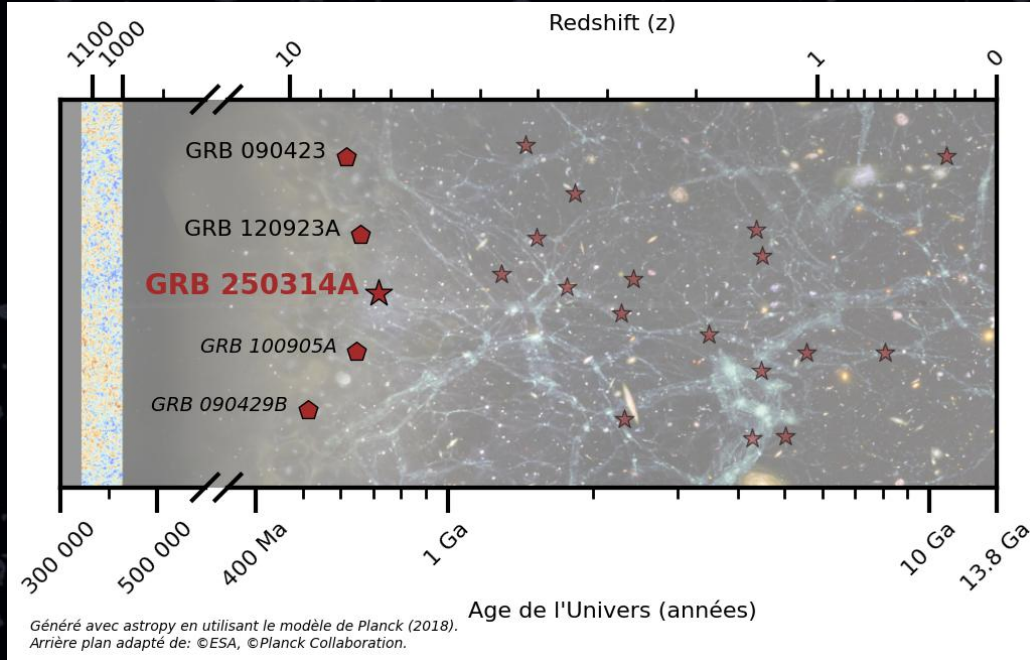 Redshift (z)
1100
1000
10
1
0
GRB 090423
GRB 120923A
GRB 250314A
GRB 100905A
GRB 090429B
300 000
500 000
400 Ma
1 Ga
10 Ga
13.8 Ga
Age de l'Univers (années)
Généré avec astropy en utilisant le modèle de Planck (2018).
Arrière plan adapté de: ©ESA, ©Planck Collaboration.